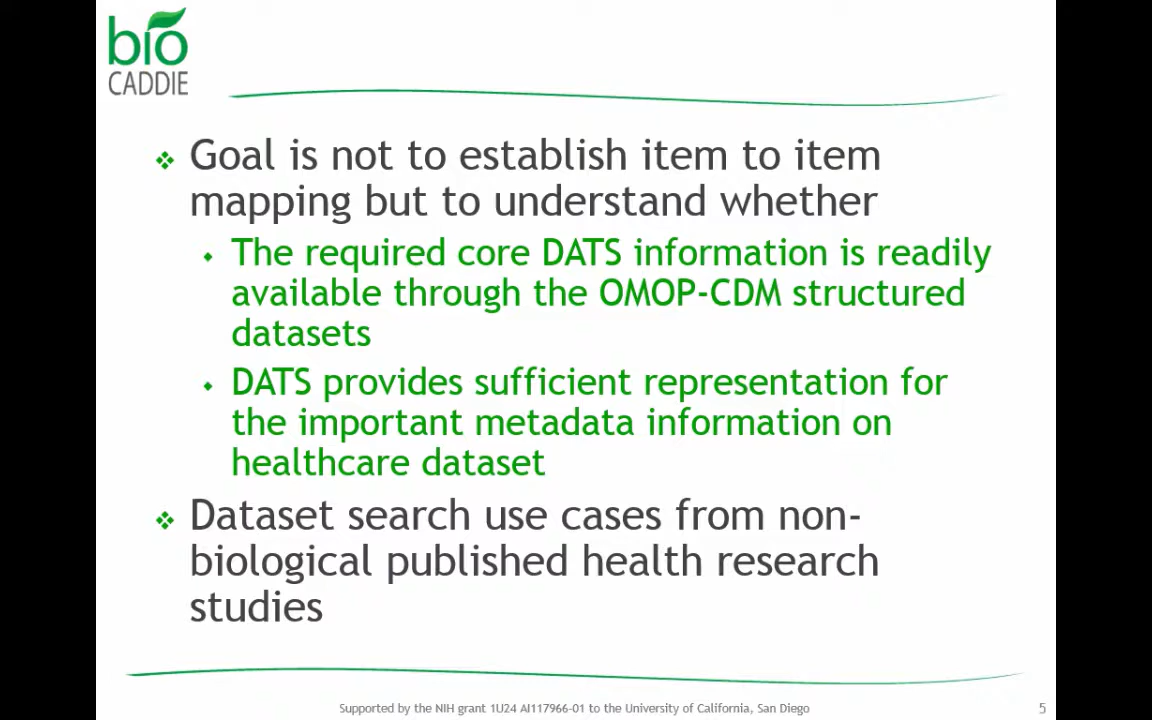 bio
CADDIE
Goal is not to establish item to item
mapping but to understand whether
The required core DATS information is readily
available through the OMOP-CDM structured
datasets
DATS provides sufficient representation for
the important metadata information on
healthcare dataset
Dataset search use cases from non-
biological published health research
studies
Supported by the NIH grant 1U24 AI117966-01 to the University of California, San Diego
5